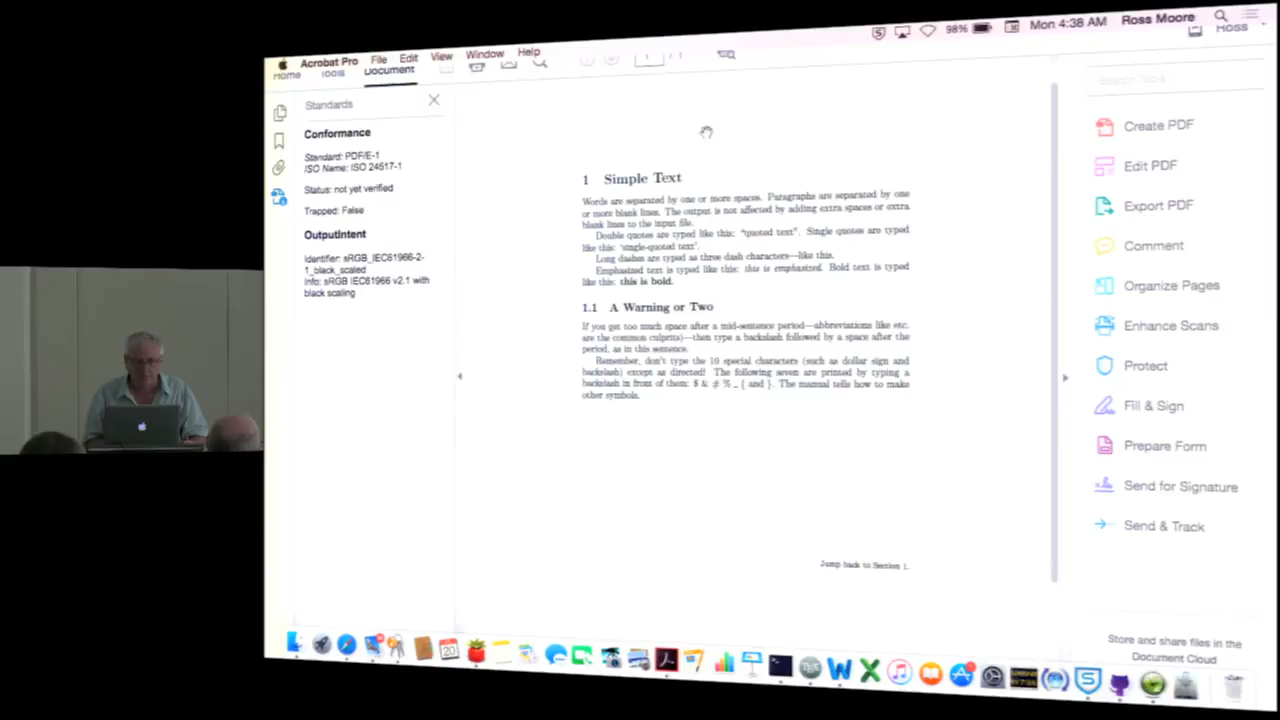 Acrobat Pro File Edit View Window Help
98% Mon 4:38 AM Ross Moore
Home Tools Document
Ross
Standards
Conformance
Standard: PDF/E-1
ISO Name: ISO 24517-1
Status: not yet verified
Trapped: False
OutputIntent
Identifier: sRGB_IEC61966-2-
1_black_scaled
Info: sRGB IEC61966 v2.1 with
black scaling
1 Simple Text
Words are separated by one or more spaces. Paragraphs are separated by one
or more blank lines. The output is not affected by adding extra spaces or extra
blank lines to the input file.
Double quotes are typed like this: “quoted text”. Single quotes are typed
like this: ‘single-quoted text’.
Long dashes are typed as three dash characters—like this.
Emphasized text is typed like this: this is emphasized. Bold text is typed
like this: this is bold.
1.1 A Warning or Two
If you get too much space after a mid-sentence period—abbreviations like etc.
are the common culprits)—then type a backslash followed by a space after the
period, as in this sentence.
Remember, don't type the 10 special characters (such as dollar sign and
backslash) except as directed! The following seven are printed by typing a
backslash in front of them: $ & # % _ { and }. The manual tells how to make
other symbols.
Jump back to Section 1.
Search Tools
Create PDF
Edit PDF
Export PDF
Comment
Organize Pages
Enhance Scans
Protect
Fill & Sign
Prepare Form
Send for Signature
Send & Track
Store and share files in the
Document Cloud
20